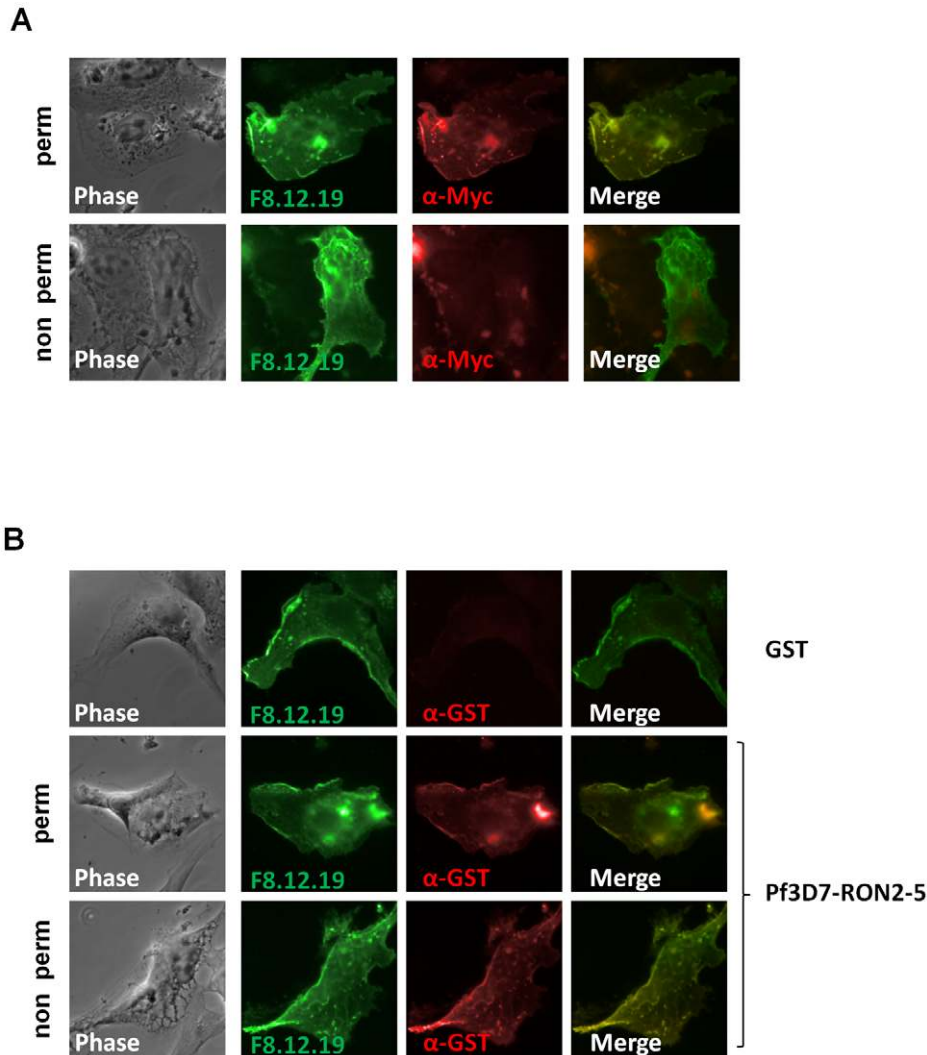 A
perm
Phase
F8.12.19
α-Myc
Merge
non perm
Phase
F8.12.19
α-Myc
Merge
B
Phase
F8.12.19
α-GST
Merge
GST
perm
Phase
F8.12.19
α-GST
Merge
Pf3D7-RON2-5
non perm
Phase
F8.12.19
α-GST
Merge